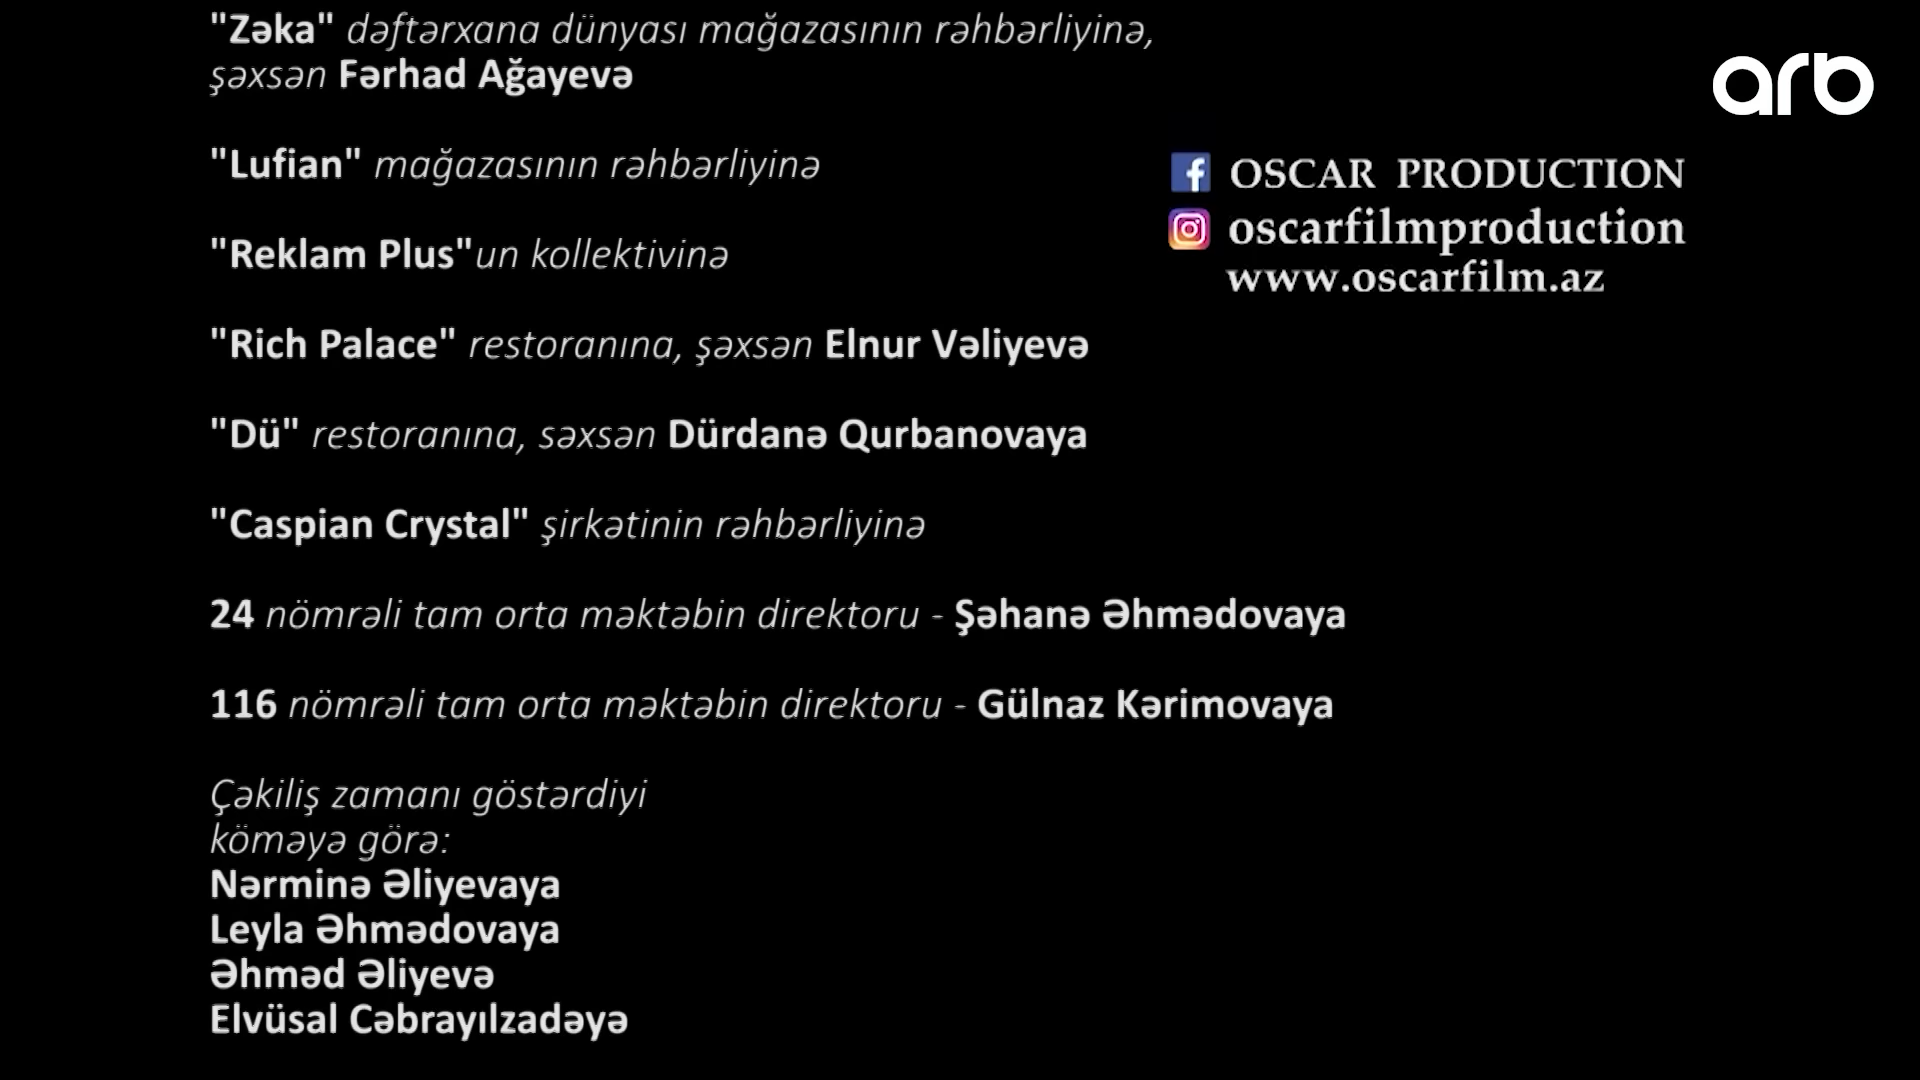 "Zəka" dəftərxana dünyası mağazasının rəhbərliyinə,
şəxsən Fərhad Ağayevə
"Lufian" mağazasının rəhbərliyinə
"Reklam Plus"un kollektivinə
"Rich Palace" restoranına, şəxsən Elnur Vəliyevə
"Dü" restoranına, səxsən Dürdanə Qurbanovaya
"Caspian Crystal" şirkətinin rəhbərliyinə
24 nömrəli tam orta məktəbin direktoru - Şəhanə Əhmədovaya
116 nömrəli tam orta məktəbin direktoru - Gülnaz Kərimovaya
Çəkiliş zamanı göstərdiyi
köməyə görə:
Nərminə Əliyevaya
Leyla Əhmədovaya
Əhməd Əliyevə
Elvüsal Cəbrayılzadəyə
arb
OSCAR PRODUCTION
oscarfilmproduction
www.oscarfilm.az